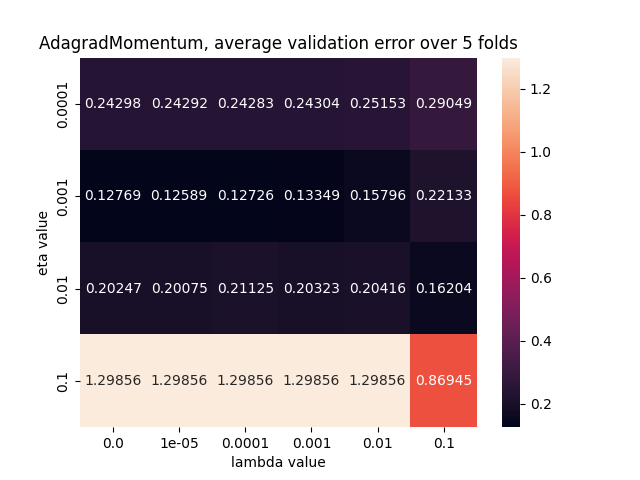 AdagradMomentum, average validation error over 5 folds
0.0001 0.24298 0.24292 0.24283 0.24304 0.25153 0.29049
0.001 0.12769 0.12589 0.12726 0.13349 0.15796 0.22133
0.01 0.20247 0.20075 0.21125 0.20323 0.20416 0.16204
0.1 1.29856 1.29856 1.29856 1.29856 1.29856 0.86945
0.0 1e-05 0.0001 0.001 0.01 0.1
lambda value
eta value
1.2
1.0
0.8
0.6
0.4
0.2